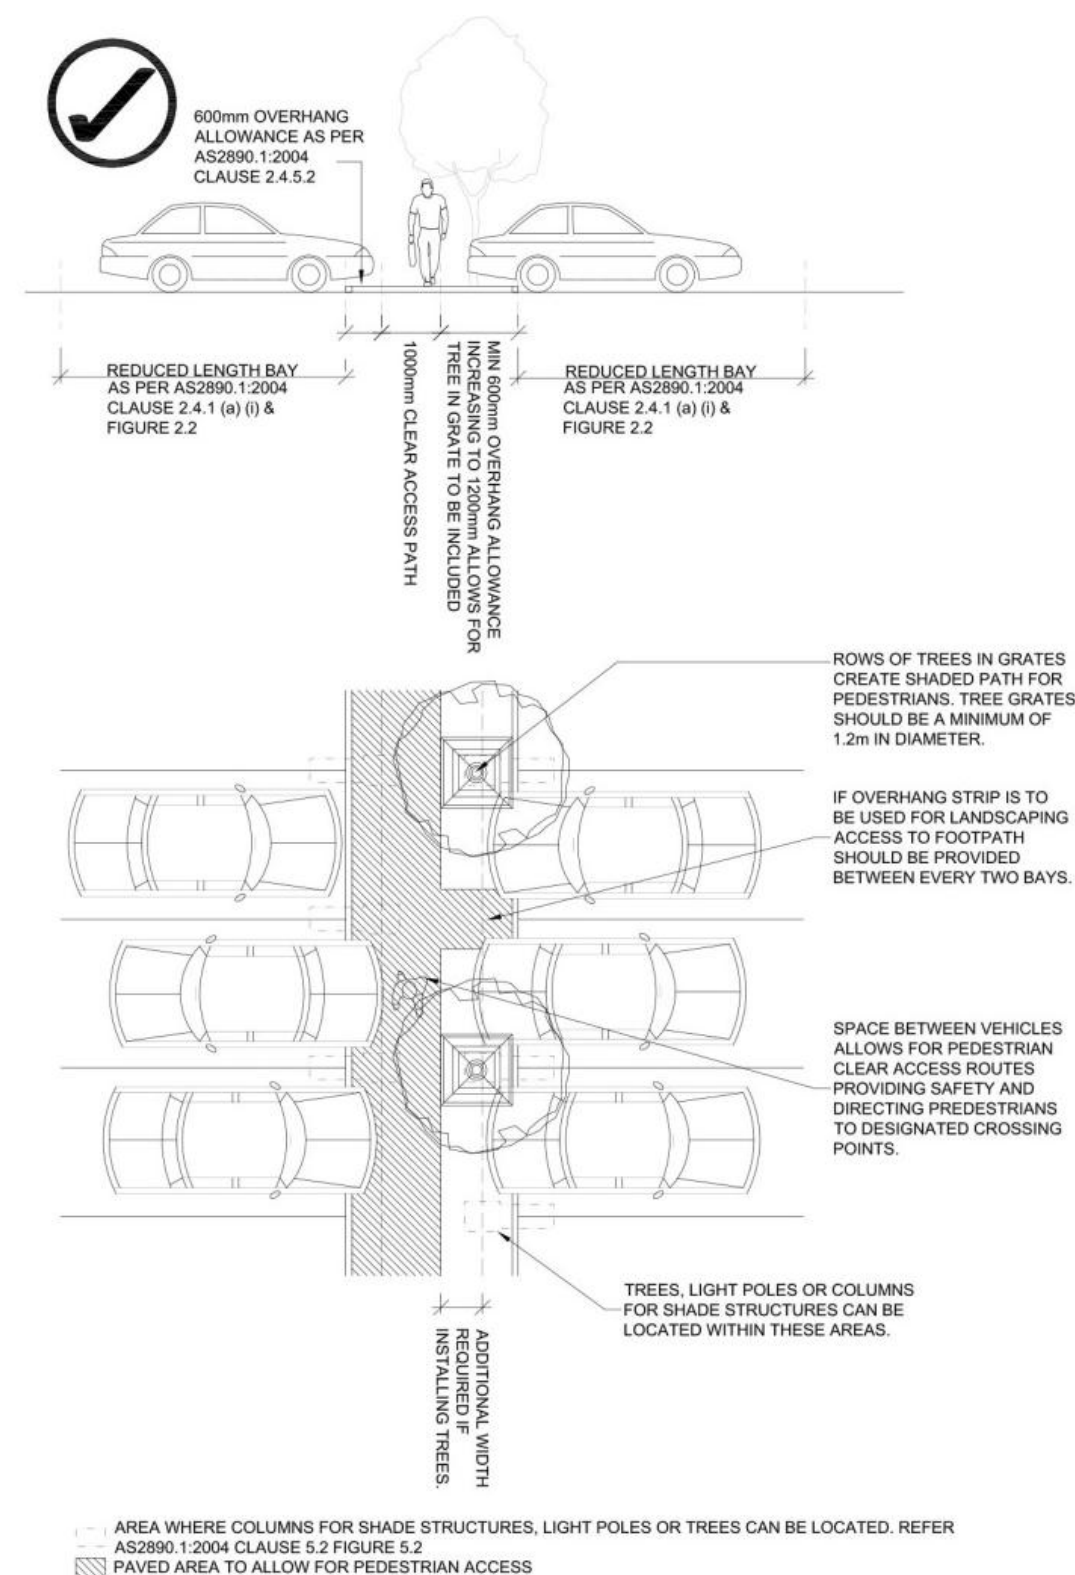 600mm OVERHANG
ALLOWANCE AS PER
AS2890.1:2004
CLAUSE 2.4.5.2
REDUCED LENGTH BAY
AS PER AS2890.1:2004
CLAUSE 2.4.1 (a) (i) &
FIGURE 2.2
1000mm CLEAR ACCESS PATH
MIN 600mm OVERHANG ALLOWANCE
INCREASING TO 1200mm ALLOWS FOR
TREE IN GRATE TO BE INCLUDED
REDUCED LENGTH BAY
AS PER AS2890.1:2004
CLAUSE 2.4.1 (a) (i) &
FIGURE 2.2
ROWS OF TREES IN GRATES
CREATE SHADED PATH FOR
PEDESTRIANS. TREE GRATES
SHOULD BE A MINIMUM OF
1.2m IN DIAMETER.
IF OVERHANG STRIP IS TO
BE USED FOR LANDSCAPING
ACCESS TO FOOTPATH
SHOULD BE PROVIDED
BETWEEN EVERY TWO BAYS.
SPACE BETWEEN VEHICLES
ALLOWS FOR PEDESTRIAN
CLEAR ACCESS ROUTES
PROVIDING SAFETY AND
DIRECTING PREDESTRIANS
TO DESIGNATED CROSSING
POINTS.
TREES, LIGHT POLES OR COLUMNS
FOR SHADE STRUCTURES CAN BE
LOCATED WITHIN THESE AREAS.
ADDITIONAL WIDTH
REQUIRED IF
INSTALLING TREES.
AREA WHERE COLUMNS FOR SHADE STRUCTURES, LIGHT POLES OR TREES CAN BE LOCATED. REFER
AS2890.1:2004 CLAUSE 5.2 FIGURE 5.2
PAVED AREA TO ALLOW FOR PEDESTRIAN ACCESS